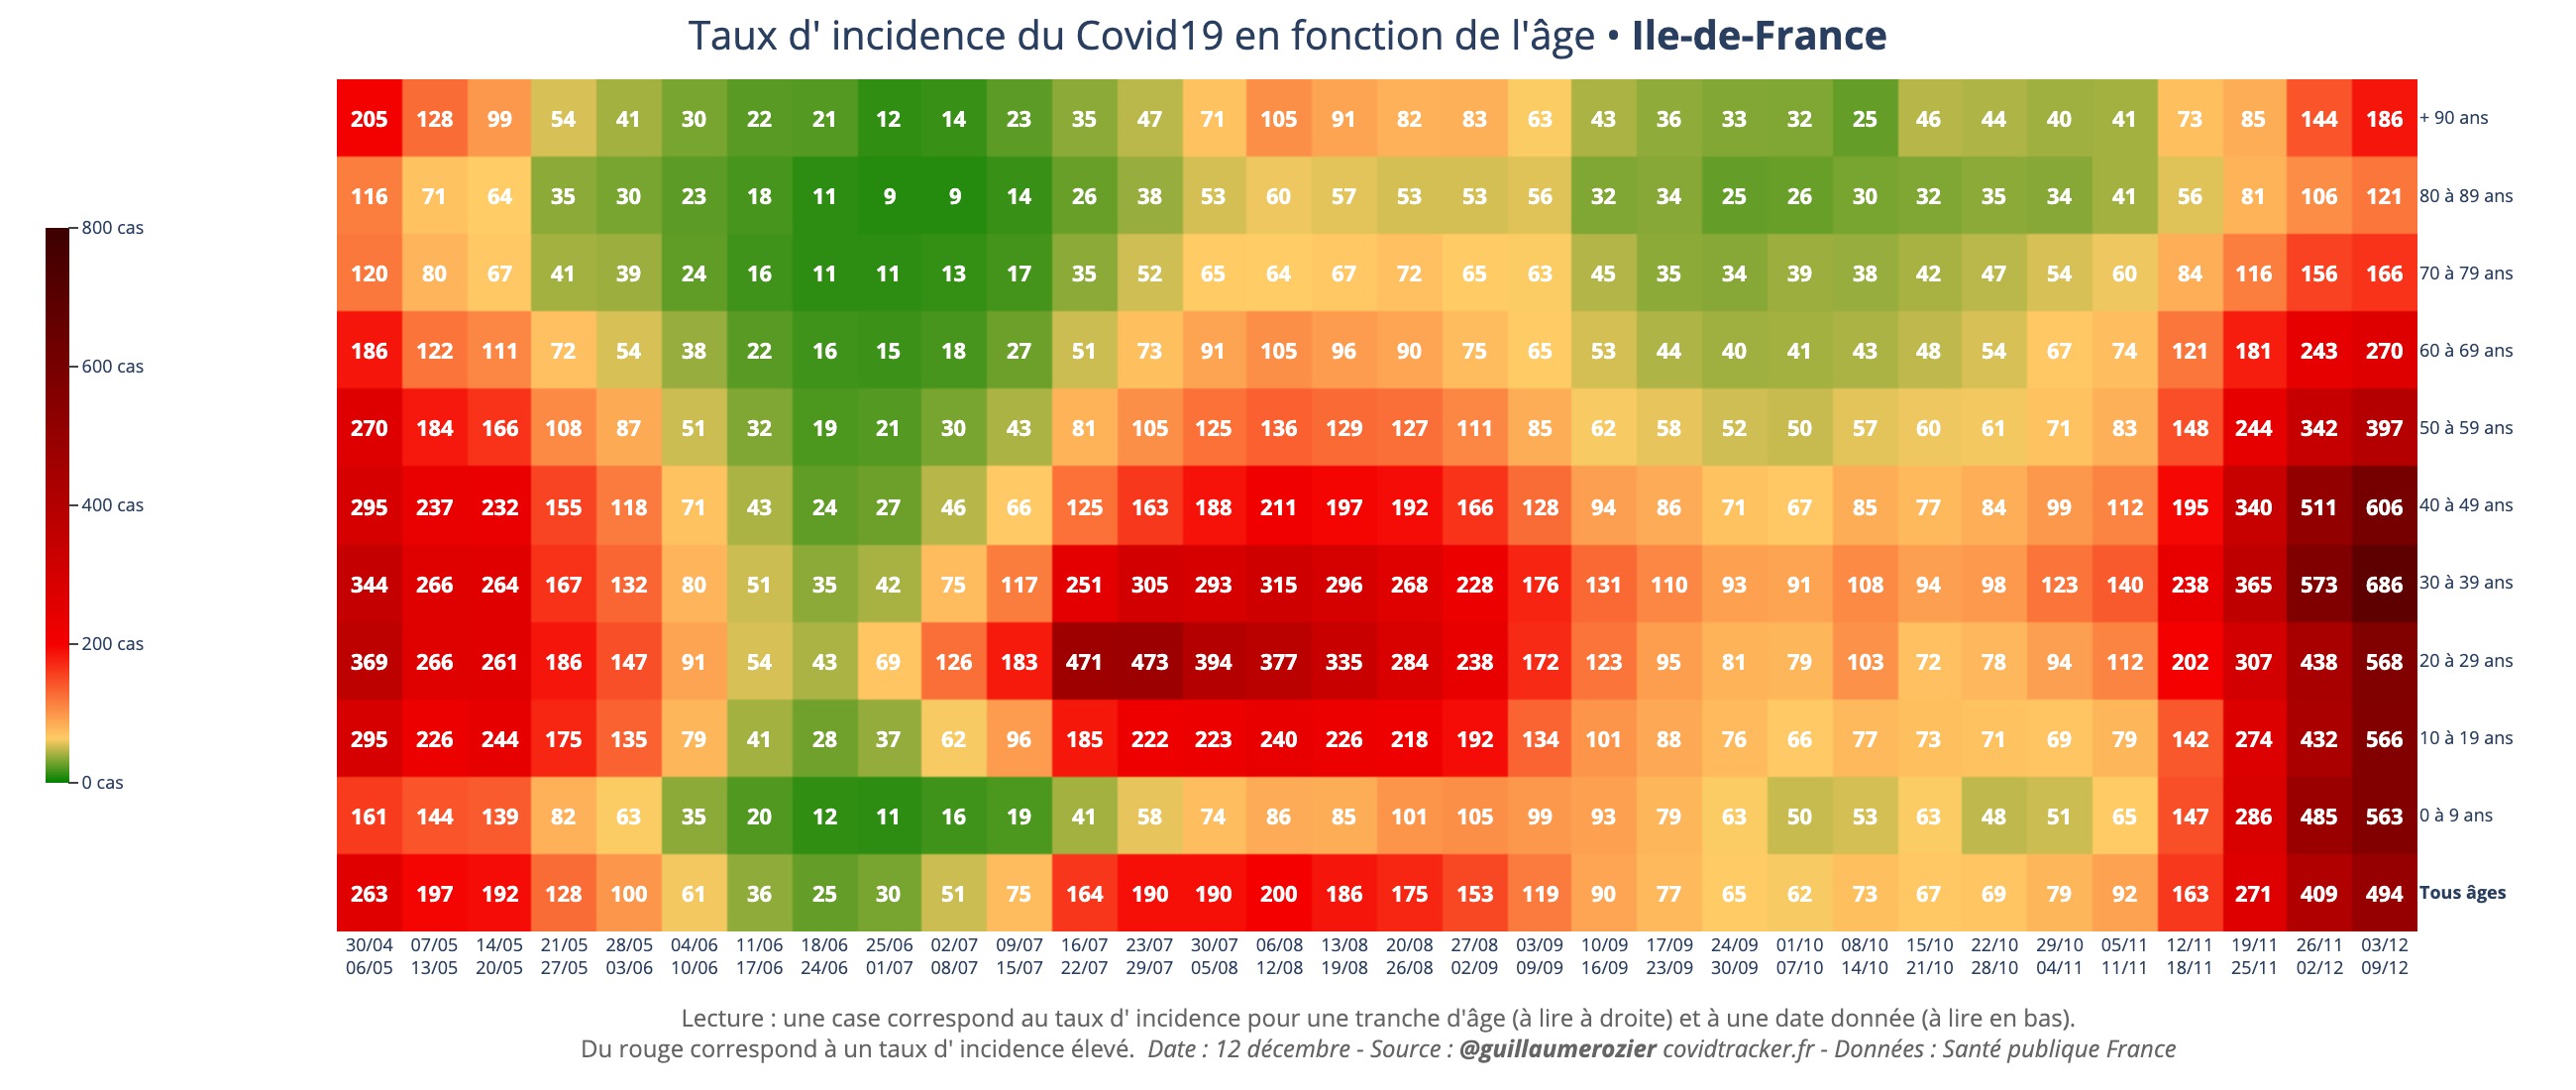 Taux d' incidence du Covid19 en fonction de l'âge • Ile-de-France
800 cas
600 cas
400 cas
200 cas
0 cas
205 128 99 54 41 30 22 21 12 14 23 35 47 71 105 91 82 83 63 43 36 33 32 25 46 44 40 41 73 85 144 186 + 90 ans
116 71 64 35 30 23 18 11 9 9 14 26 38 53 60 57 53 53 56 32 34 25 26 30 32 35 34 41 56 81 106 121 80 à 89 ans
120 80 67 41 39 24 16 11 11 13 17 35 52 65 64 67 72 65 63 45 35 34 39 38 42 47 54 60 84 116 156 166 70 à 79 ans
186 122 111 72 54 38 22 16 15 18 27 51 73 91 105 96 90 75 65 53 44 40 41 43 48 54 67 74 121 181 243 270 60 à 69 ans
270 184 166 108 87 51 32 19 21 30 43 81 105 125 136 129 127 111 85 62 58 52 50 57 60 61 71 83 148 244 342 397 50 à 59 ans
295 237 232 155 118 71 43 24 27 46 66 125 163 188 211 197 192 166 128 94 86 71 67 85 77 84 99 112 195 340 511 606 40 à 49 ans
344 266 264 167 132 80 51 35 42 75 117 251 305 293 315 296 268 228 176 131 110 93 91 108 94 98 123 140 238 365 573 686 30 à 39 ans
369 266 261 186 147 91 54 43 69 126 183 471 473 394 377 335 284 238 172 123 95 81 79 103 72 78 94 112 202 307 438 568 20 à 29 ans
295 226 244 175 135 79 41 28 37 62 96 185 222 223 240 226 218 192 134 101 88 76 66 77 73 71 69 79 142 274 432 566 10 à 19 ans
161 144 139 82 63 35 20 12 11 16 19 41 58 74 86 85 101 105 99 93 79 63 50 53 63 48 51 65 147 286 485 563 0 à 9 ans
263 197 192 128 100 61 36 25 30 51 75 164 190 190 200 186 175 153 119 90 77 65 62 73 67 69 79 92 163 271 409 494 Tous âges
30/04 07/05 14/05 21/05 28/05 04/06 11/06 18/06 25/06 02/07 09/07 16/07 23/07 30/07 06/08 13/08 20/08 27/08 03/09 10/09 17/09 24/09 01/10 08/10 15/10 22/10 29/10 05/11 12/11 19/11 26/11 03/12
06/05 13/05 20/05 27/05 03/06 10/06 17/06 24/06 01/07 08/07 15/07 22/07 29/07 05/08 12/08 19/08 26/08 02/09 09/09 16/09 23/09 30/09 07/10 14/10 21/10 28/10 04/11 11/11 18/11 25/11 02/12 09/12
Lecture : une case correspond au taux d' incidence pour une tranche d'âge (à lire à droite) et à une date donnée (à lire en bas).
Du rouge correspond à un taux d' incidence élevé. Date : 12 décembre - Source : @guillaumerozier covidtracker.fr - Données : Santé publique France